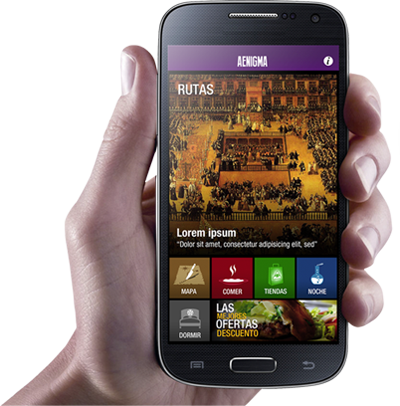 AENIGMA
i
RUTAS
Lorem ipsum
“Dolor sit amet, consectetur adipisicing elit, sed”
MAPA
COMER
TIENDAS
NOCHE
DORMIR
LAS
MEJORES
OFERTAS
DESCUENTO